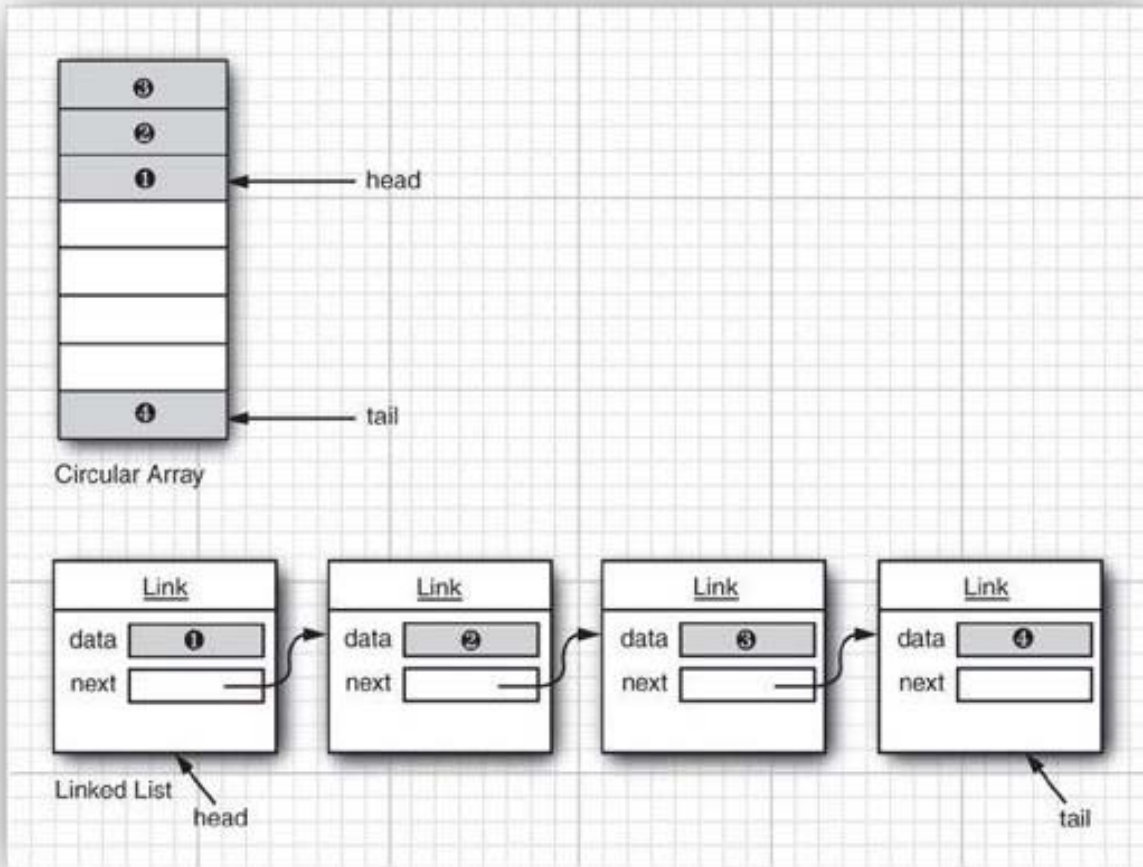 ❸
❷
❶
head
❹
tail
Circular Array
Link
data ❶
next
Link
data ❷
next
Link
data ❸
next
Link
data ❹
next
Linked List
head
tail